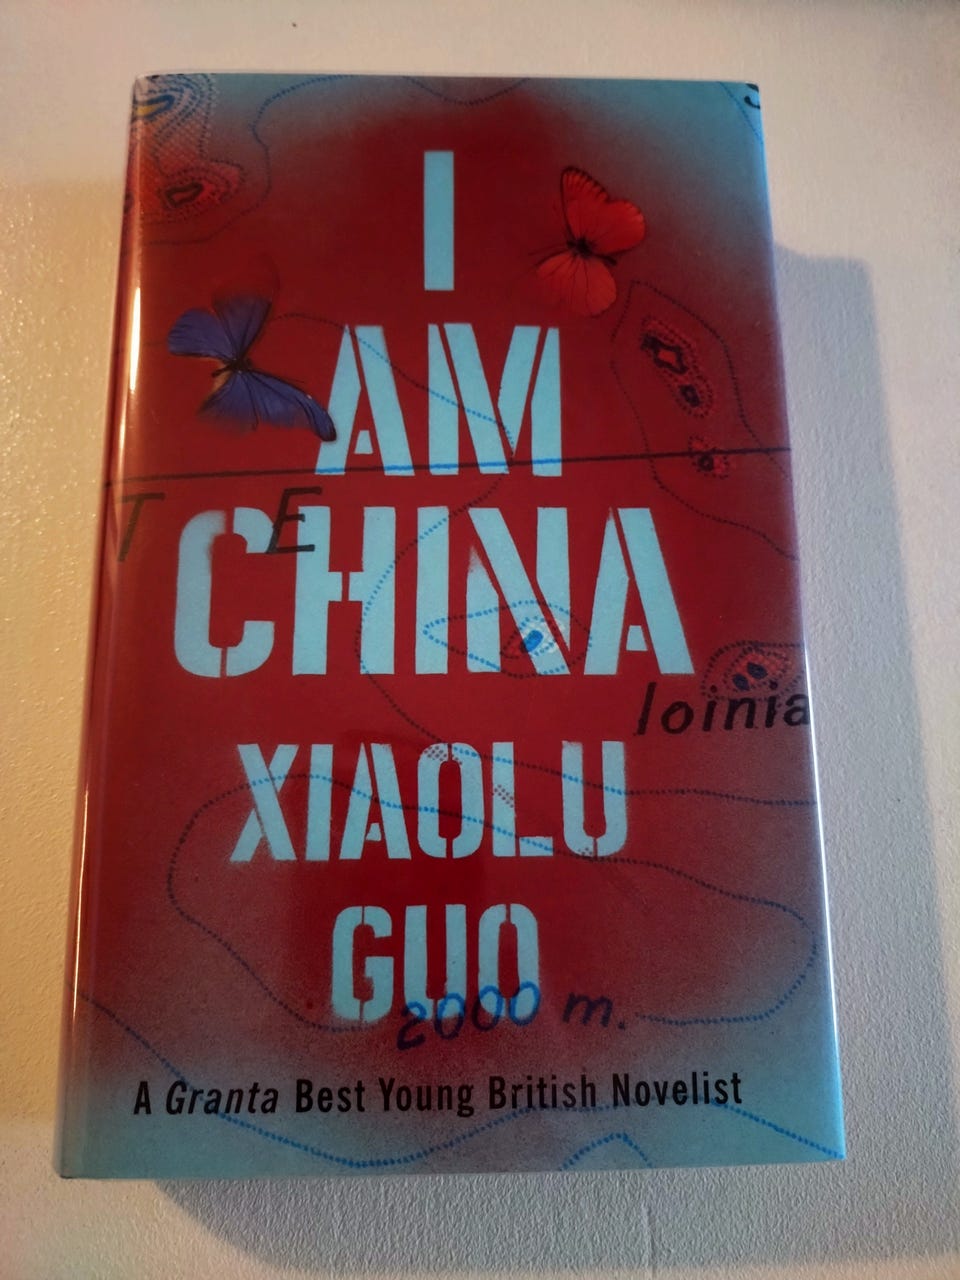 I
AM
T E
CHINA
loinia
XIAOLU
GUO
2000 m.
A Granta Best Young British Novelist